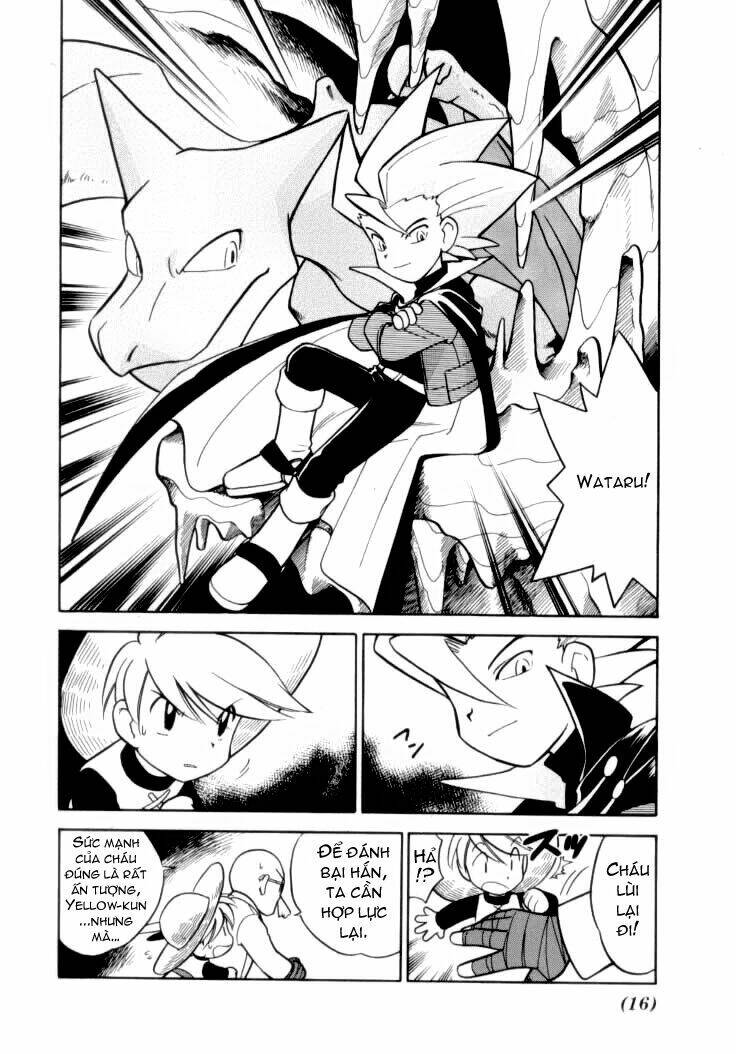 Wataru!
Cháu
lùi
lại
đi!
Hả
!?
Để đánh
bại hắn,
ta cần
hợp lực
lại.
Sức mạnh
của cháu
đúng là rất
ấn tượng,
Yellow-kun
...nhưng
mà...
(16)